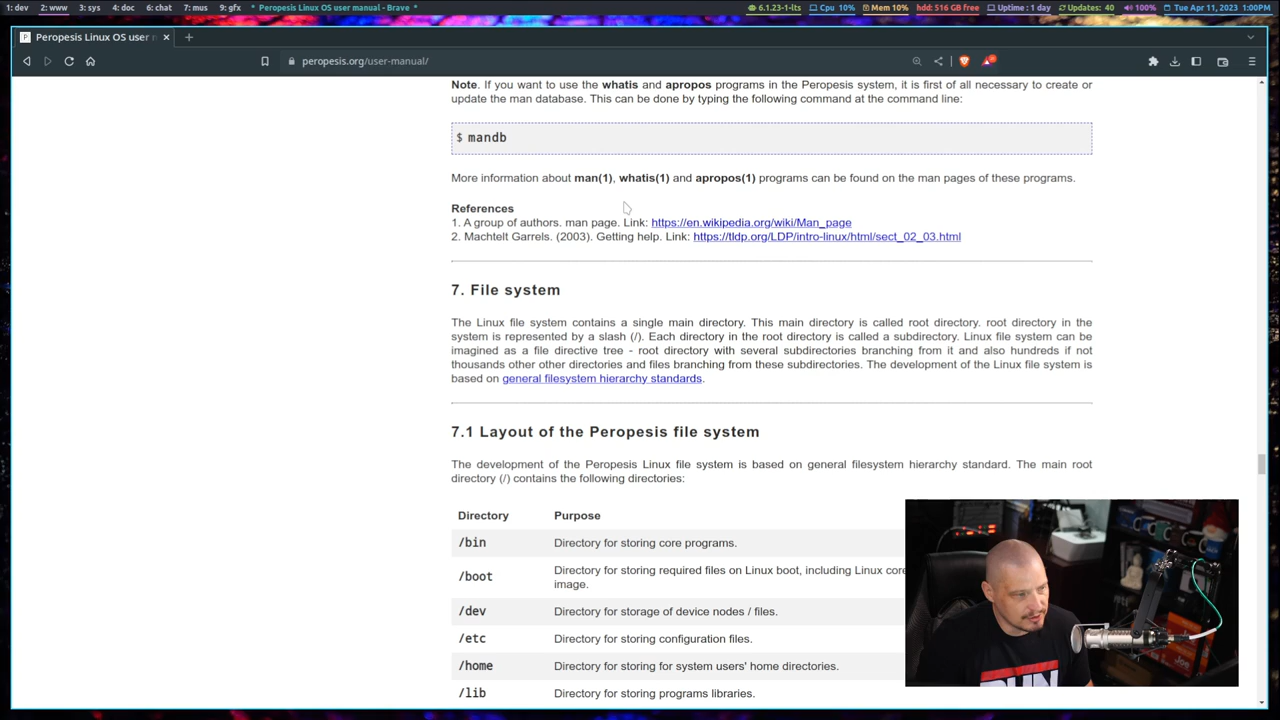 1: dev 2: www 3: sys 4: doc 6: chat 7: mus 9: gfx * Peropesis Linux OS user manual - Brave * 6.1.23-1-lts Cpu 10% Mem 10% hdd: 516 GB free Uptime : 1 day Updates: 40 100% Tue Apr 11, 2023 1:00PM
P Peropesis Linux OS user
peropesis.org/user-manual/
Note. If you want to use the whatis and apropos programs in the Peropesis system, it is first of all necessary to create or
update the man database. This can be done by typing the following command at the command line:
$ mandb
More information about man(1), whatis(1) and apropos(1) programs can be found on the man pages of these programs.
References
1. A group of authors. man page. Link: https://en.wikipedia.org/wiki/Man_page
2. Machtelt Garrels. (2003). Getting help. Link: https://tldp.org/LDP/intro-linux/html/sect_02_03.html
7. File system
The Linux file system contains a single main directory. This main directory is called root directory. root directory in the
system is represented by a slash (/). Each directory in the root directory is called a subdirectory. Linux file system can be
imagined as a file directive tree - root directory with several subdirectories branching from it and also hundreds if not
thousands other other directories and files branching from these subdirectories. The development of the Linux file system is
based on general filesystem hierarchy standards.
7.1 Layout of the Peropesis file system
The development of the Peropesis Linux file system is based on general filesystem hierarchy standard. The main root
directory (/) contains the following directories:
Directory Purpose
/bin Directory for storing core programs.
/boot Directory for storing required files on Linux boot, including Linux core
image.
/dev Directory for storage of device nodes / files.
/etc Directory for storing configuration files.
/home Directory for storing for system users' home directories.
/lib Directory for storing programs libraries.